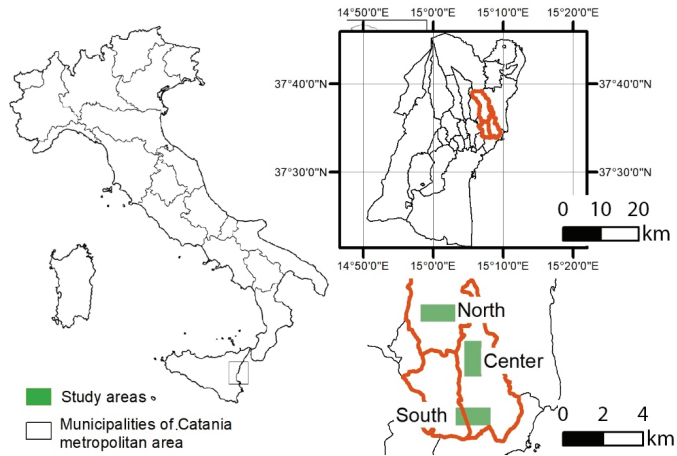 14°50'0"E 15°0'0"E 15°10'0"E 15°20'0"E
37°40'0"N 37°40'0"N
37°30'0"N 37°30'0"N
0 10 20
km
14°50'0"E 15°0'0"E 15°10'0"E 15°20'0"E
North
Center
South
0 2 4
km
Study areas
Municipalities of Catania
metropolitan area